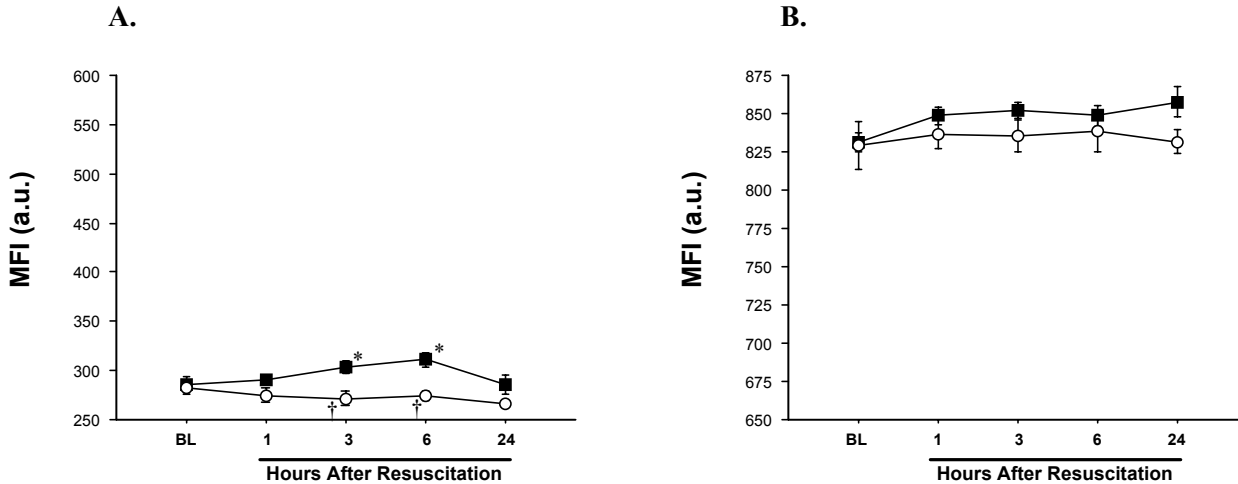 A.
MFI (a.u.)
600
550
500
450
400
350
300
250
*
*
†
†
BL 1 3 6 24
Hours After Resuscitation
B.
MFI (a.u.)
875
850
825
800
775
750
725
700
675
650
BL 1 3 6 24
Hours After Resuscitation